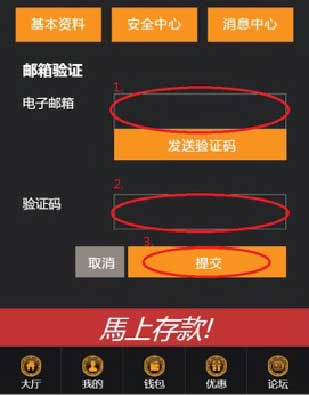 基本资料 安全中心 消息中心
邮箱验证
1.
电子邮箱
发送验证码
2.
验证码
3.
取消 提交
馬上存款!
大厅 我的 钱包 优惠 论坛